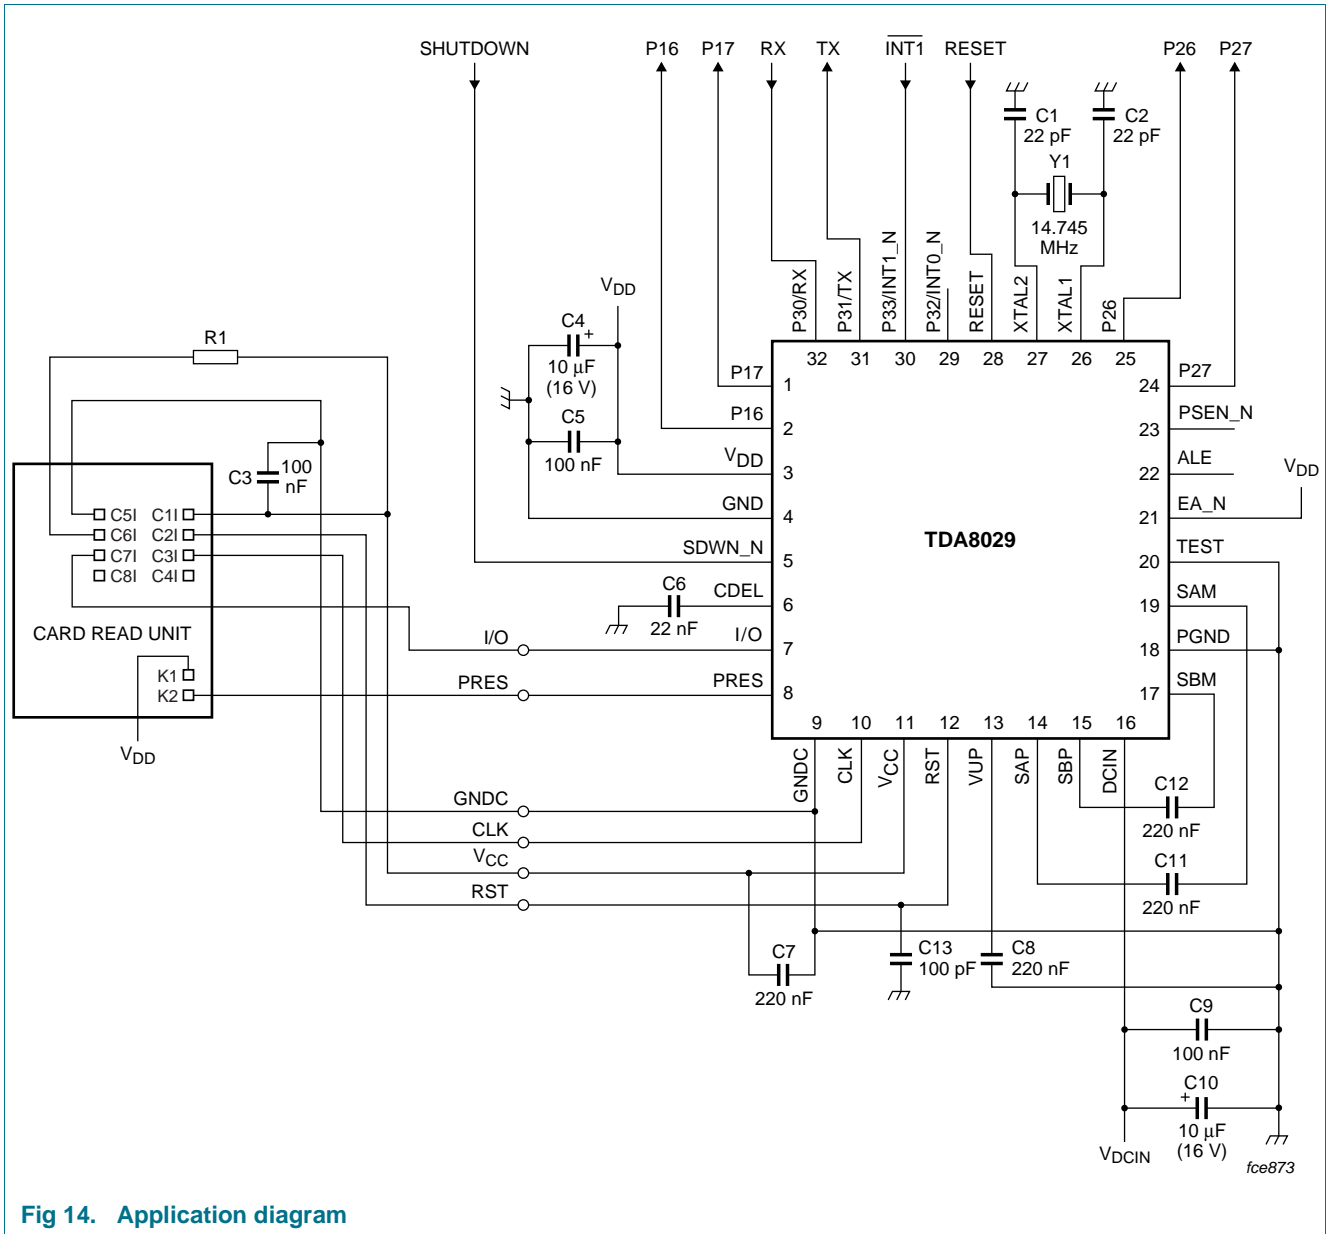 SHUTDOWN P16 P17 RX TX INT1 RESET P26 P27
C1
22 pF
C2
22 pF
Y1
14.745
MHz
VDD
C4
+
10 µF
(16 V)
C5
100 nF
P30/RX P31/TX P33/INT1_N P32/INT0_N RESET XTAL2 XTAL1 P26
32 31 30 29 28 27 26 25
R1
P17 1
P16 2
VDD 3
GND 4
SDWN_N 5
CDEL 6
I/O 7
PRES 8
C6
22 nF
TDA8029
24 P27
23 PSEN_N
22 ALE
21 EA_N
VDD
20 TEST
19 SAM
18 PGND
17 SBM
C3
100
nF
C5I C1I
C6I C2I
C7I C3I
C8I C4I
CARD READ UNIT
K1
K2
VDD
I/O
PRES
9 10 11 12 13 14 15 16
GNDC CLK VCC RST VUP SAP SBP DCIN
GNDC
CLK
VCC
RST
C12
220 nF
C11
220 nF
C7
220 nF
C13
100 pF
C8
220 nF
C9
100 nF
C10
+
10 µF
(16 V)
VDCIN
fce873
Fig 14. Application diagram